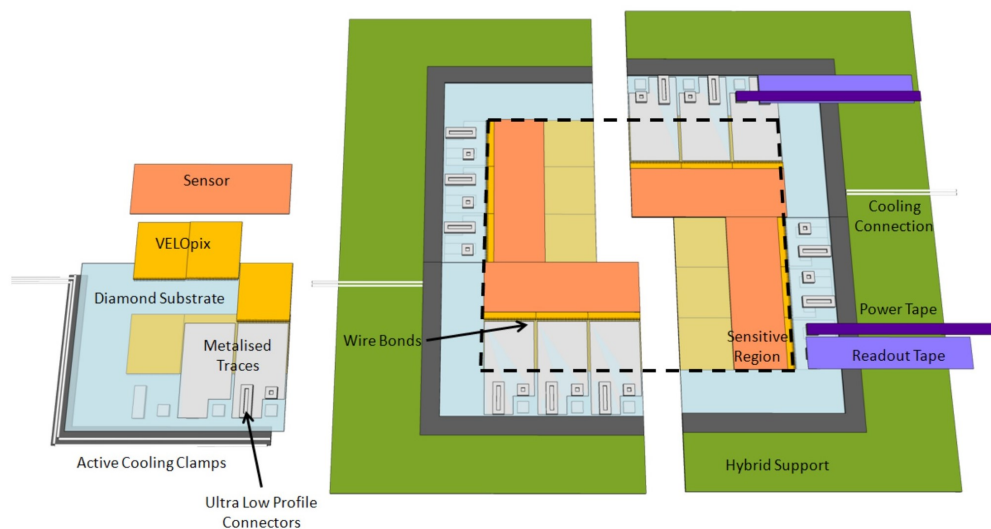 Sensor
VELOpix
Diamond Substrate
Metalised
Traces
Active Cooling Clamps
Ultra Low Profile
Connectors
Wire Bonds
Cooling
Connection
Power Tape
Sensitive
Region
Readout Tape
Hybrid Support